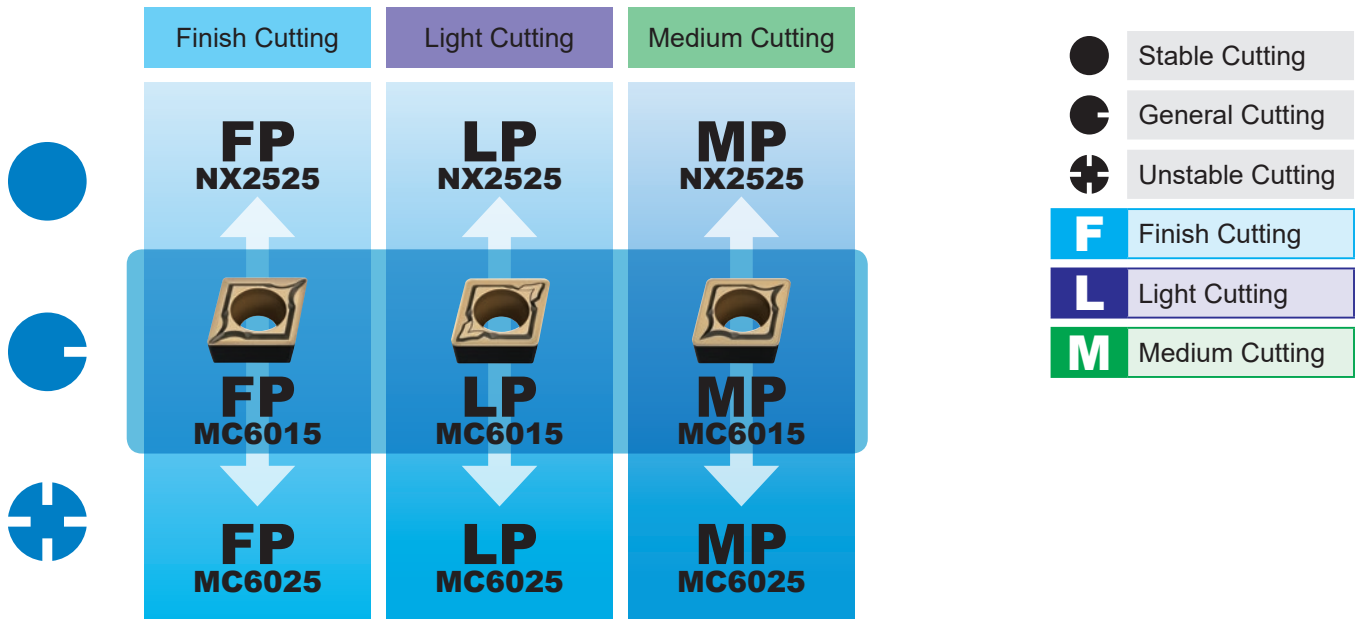 Finish Cutting
Light Cutting
Medium Cutting
FP
NX2525
LP
NX2525
MP
NX2525
FP
MC6015
LP
MC6015
MP
MC6015
FP
MC6025
LP
MC6025
MP
MC6025
Stable Cutting
General Cutting
Unstable Cutting
F Finish Cutting
L Light Cutting
M Medium Cutting